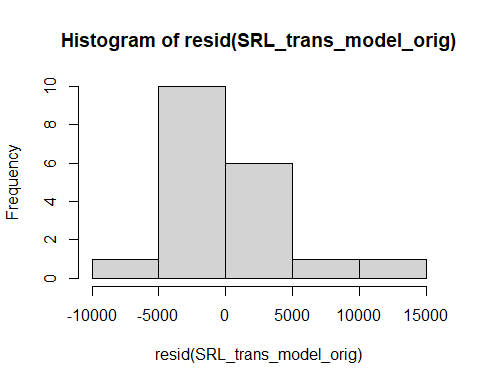 Histogram of resid(SRL_trans_model_orig)
Frequency
10
8
6
4
2
0
-10000 -5000 0 5000 10000 15000
resid(SRL_trans_model_orig)